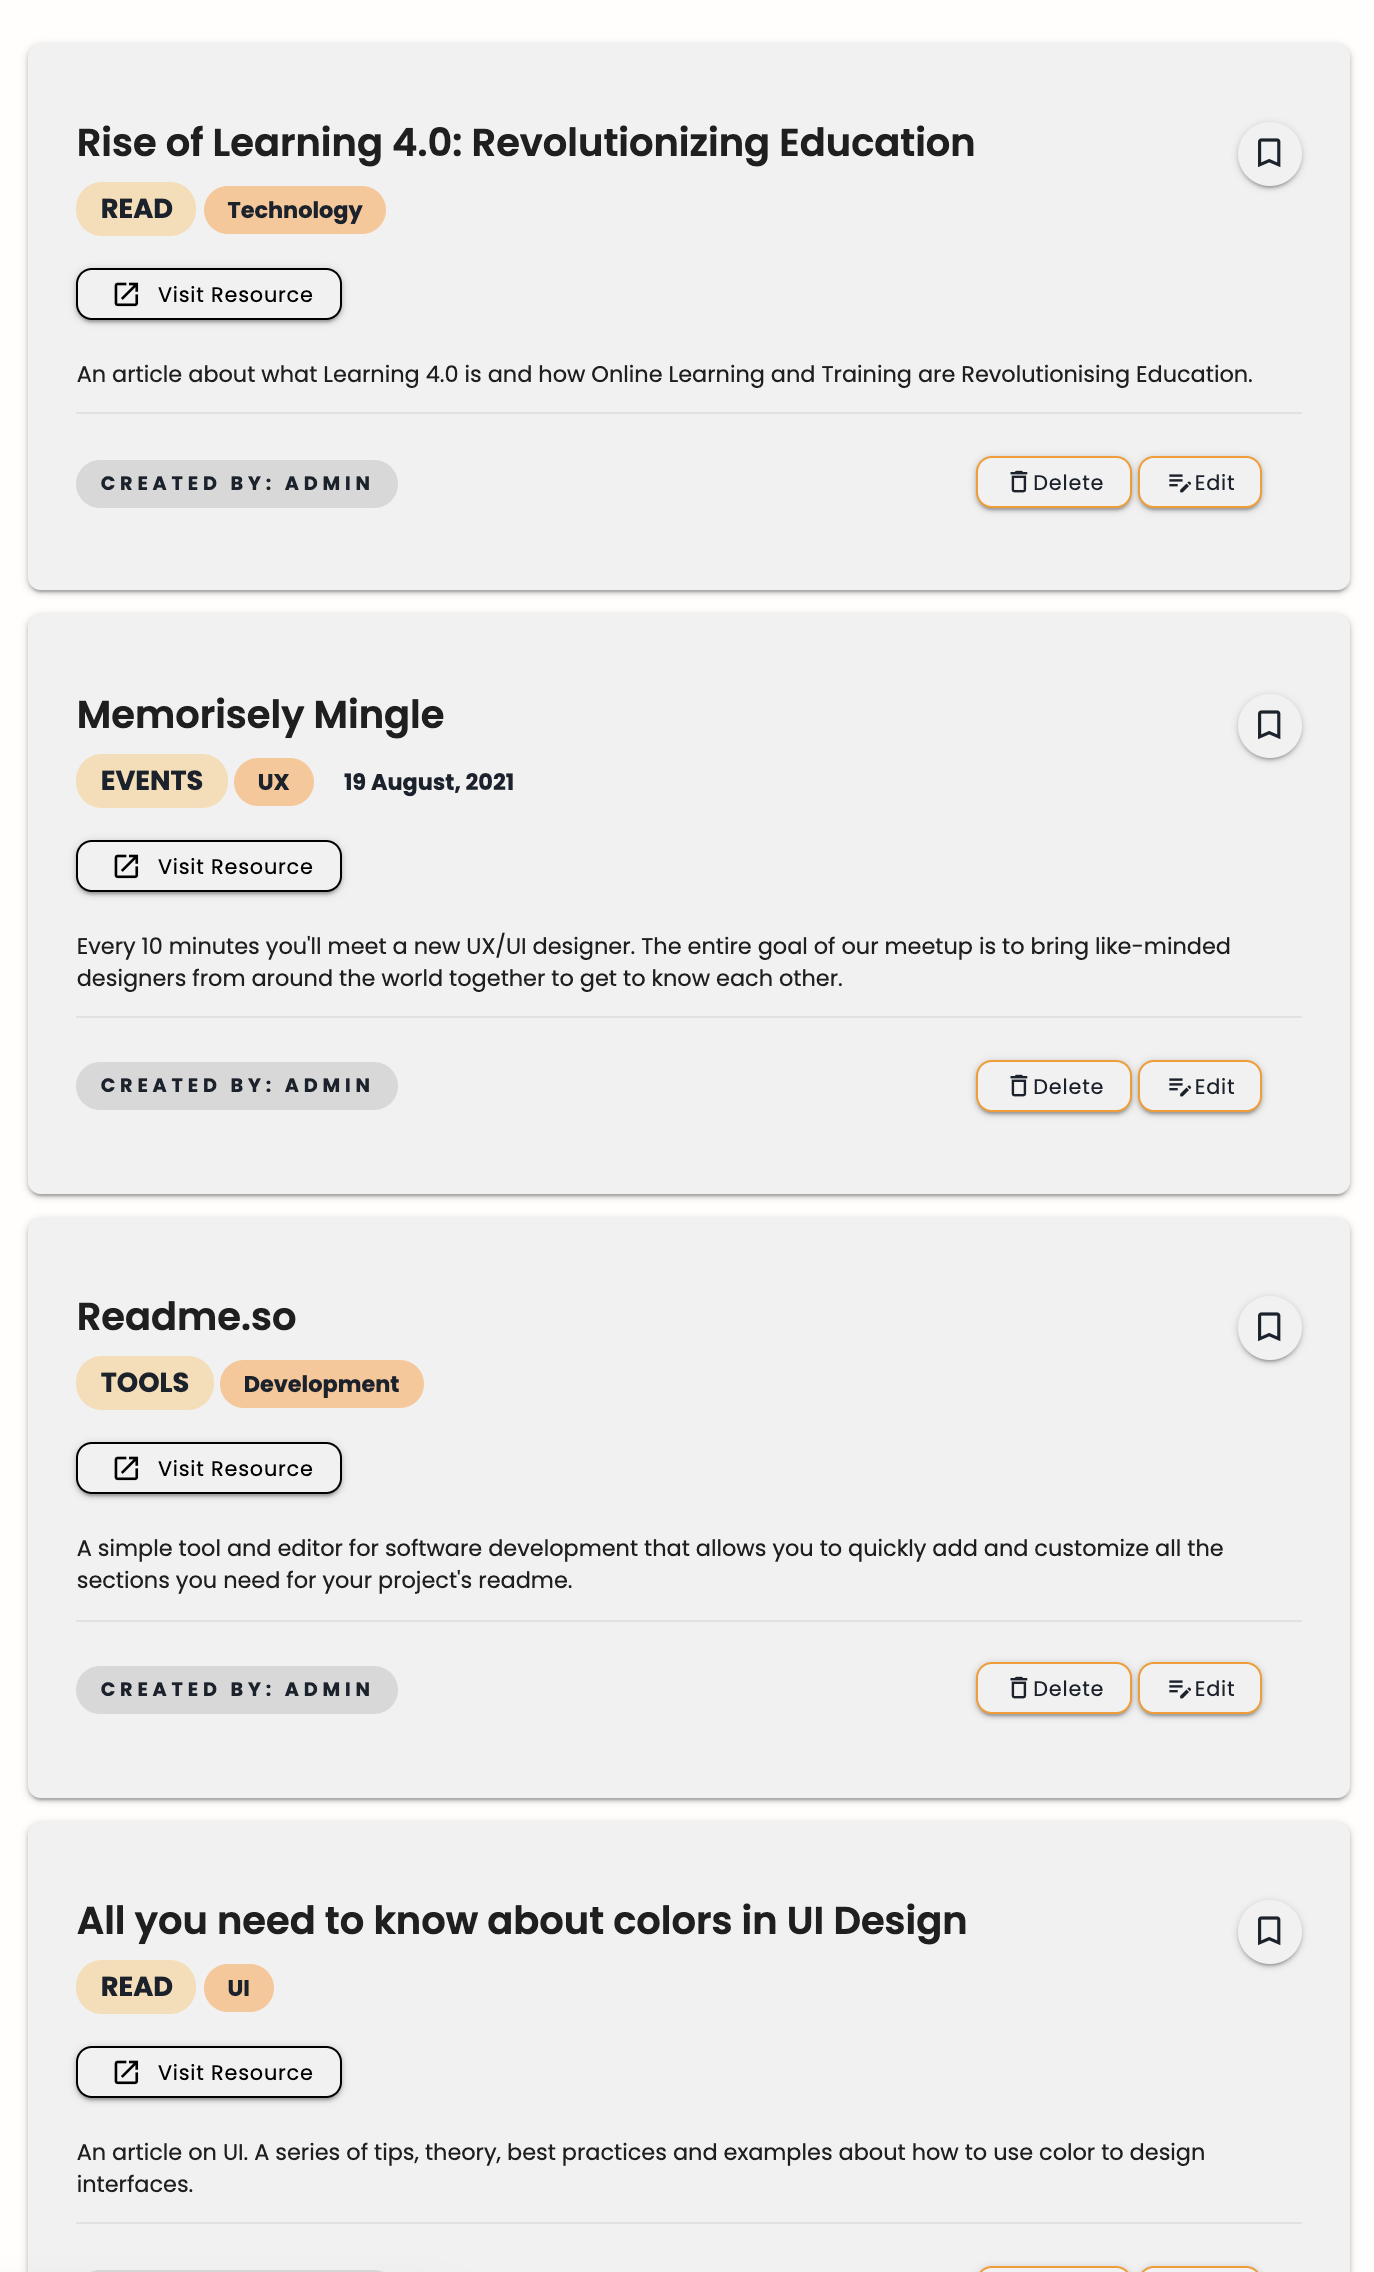 Rise of Learning 4.0: Revolutionizing Education
READ Technology
Visit Resource
An article about what Learning 4.0 is and how Online Learning and Training are Revolutionising Education.
CREATED BY: ADMIN Delete Edit
Memorisely Mingle
EVENTS UX 19 August, 2021
Visit Resource
Every 10 minutes you'll meet a new UX/UI designer. The entire goal of our meetup is to bring like-minded
designers from around the world together to get to know each other.
CREATED BY: ADMIN Delete Edit
Readme.so
TOOLS Development
Visit Resource
A simple tool and editor for software development that allows you to quickly add and customize all the
sections you need for your project's readme.
CREATED BY: ADMIN Delete Edit
All you need to know about colors in UI Design
READ UI
Visit Resource
An article on UI. A series of tips, theory, best practices and examples about how to use color to design
interfaces.